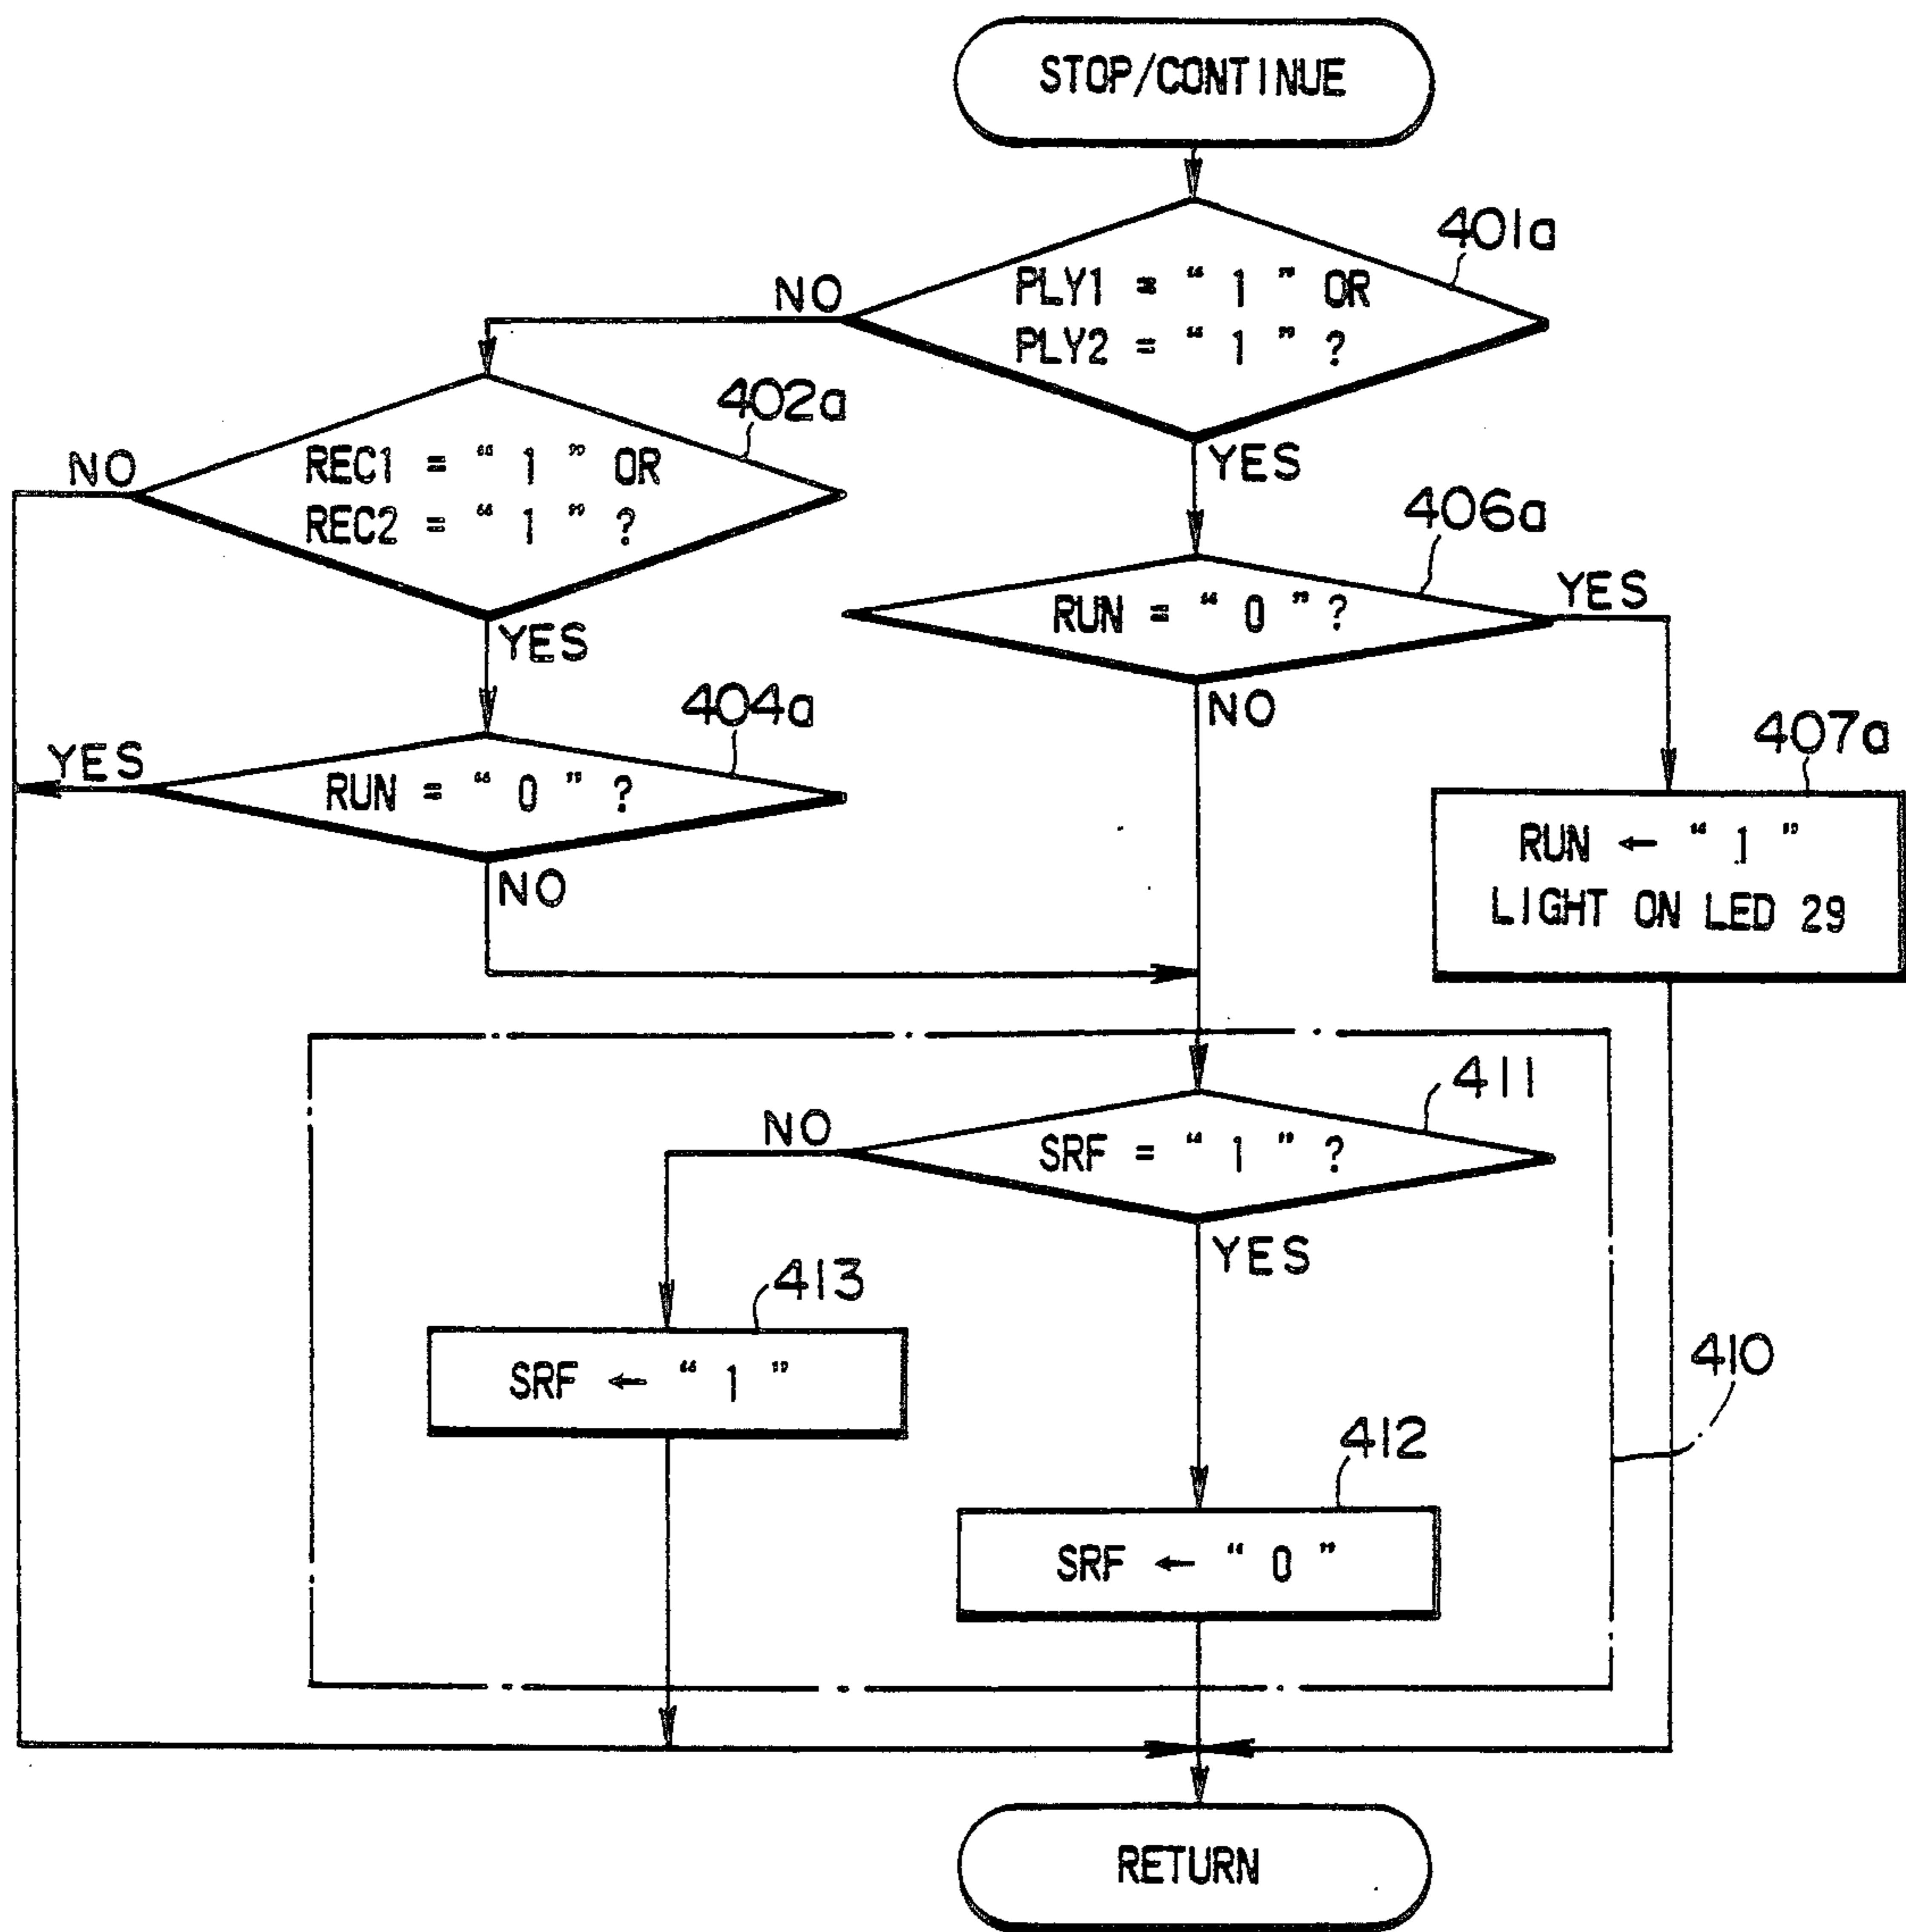 STOP/CONTINUE
401a
NO
PLY1 = “ 1 ” OR
PLY2 = “ 1 ” ?
YES
402a
NO
REC1 = “ 1 ” OR
REC2 = “ 1 ” ?
YES
406a
RUN = “ 0 ” ?
YES
NO
404a
YES
RUN = “ 0 ” ?
NO
407a
RUN ← “ 1 ”
LIGHT ON LED 29
411
NO
SRF = “ 1 ” ?
YES
413
SRF ← “ 1 ”
410
412
SRF ← “ 0 ”
RETURN